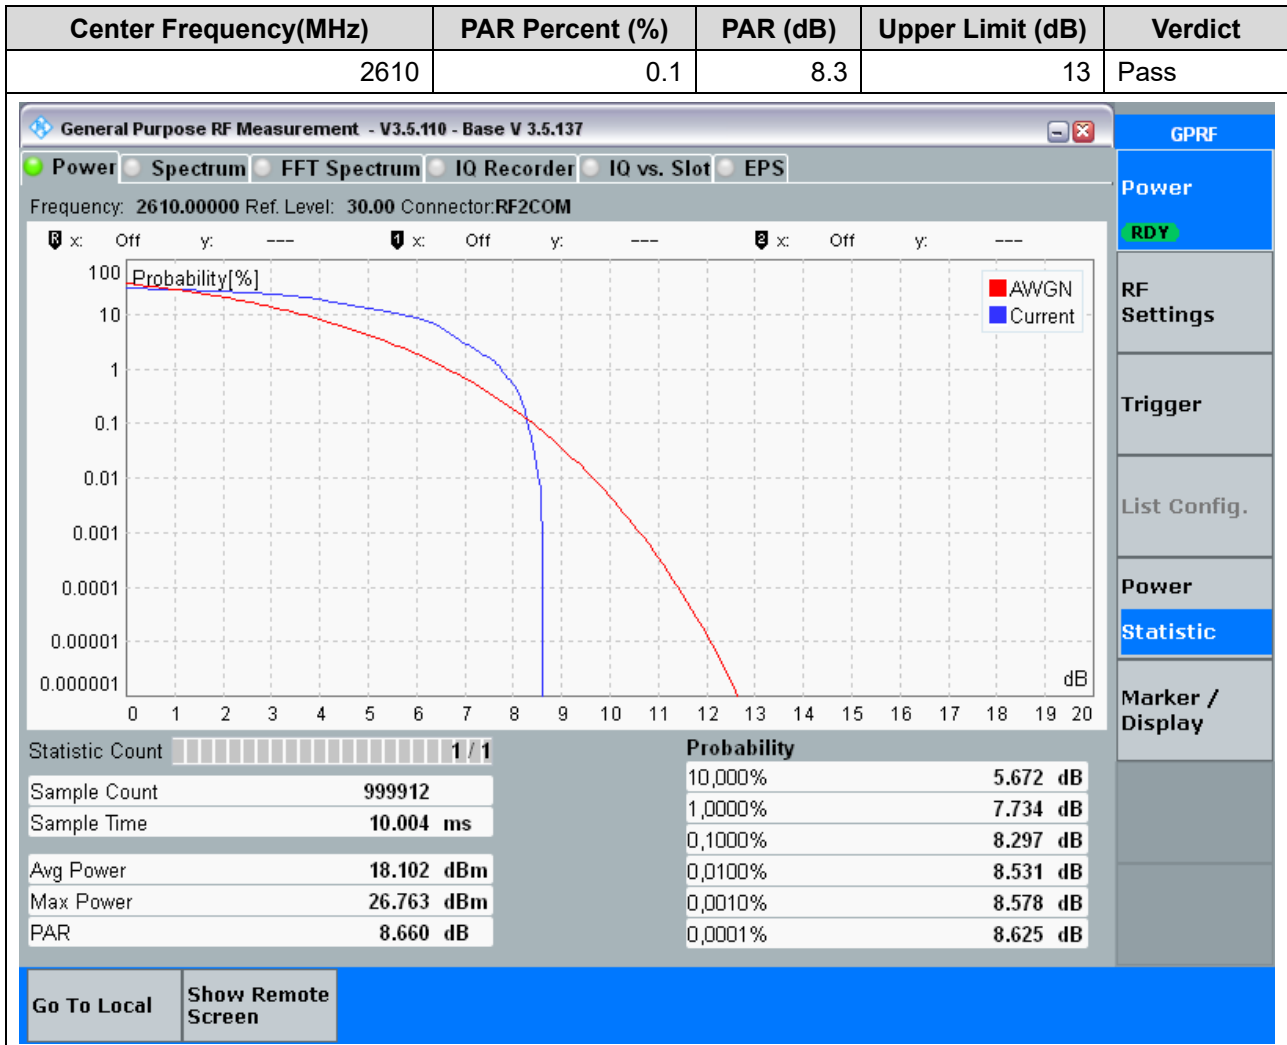 Center Frequency(MHz) PAR Percent (%) PAR (dB) Upper Limit (dB) Verdict
2610 0.1 8.3 13 Pass
General Purpose RF Measurement - V3.5.110 - Base V 3.5.137
GPRF
Power Spectrum FFT Spectrum IQ Recorder IQ vs. Slot EPS
Power
RDY
Frequency: 2610.00000 Ref. Level: 30.00 Connector:RF2COM
R x: Off y: --- 1 x: Off y: --- 2 x: Off y: ---
Probability[%]
AWGN
Current
100
10
1
0.1
0.01
0.001
0.0001
0.00001
0.000001
dB
0 1 2 3 4 5 6 7 8 9 10 11 12 13 14 15 16 17 18 19 20
RF
Settings
Trigger
List Config.
Power
Statistic
Marker /
Display
Statistic Count 1 / 1
Sample Count 999912
Sample Time 10.004 ms
Avg Power 18.102 dBm
Max Power 26.763 dBm
PAR 8.660 dB
Probability
10,000% 5.672 dB
1,0000% 7.734 dB
0,1000% 8.297 dB
0,0100% 8.531 dB
0,0010% 8.578 dB
0,0001% 8.625 dB
Go To Local
Show Remote
Screen